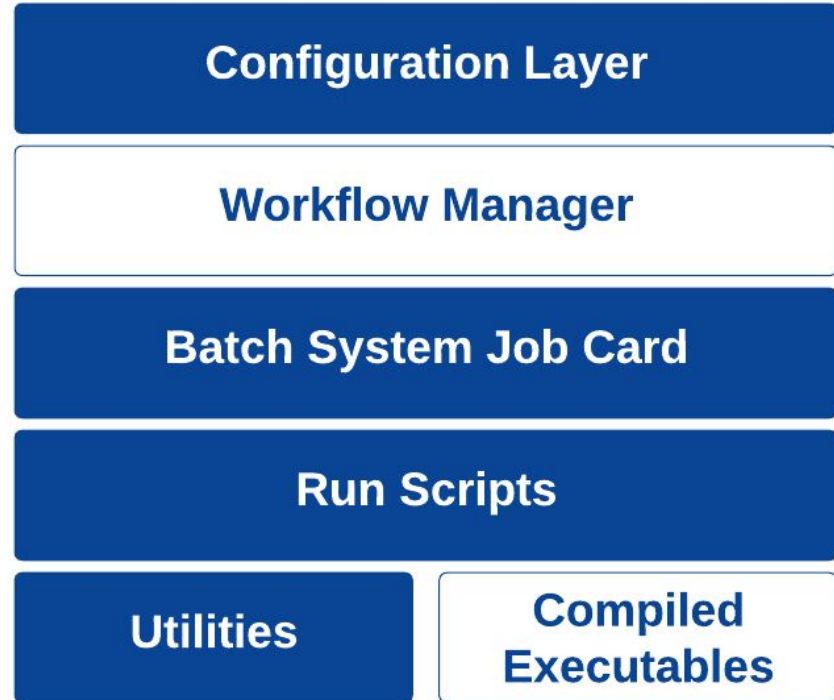 Configuration Layer
Workflow Manager
Batch System Job Card
Run Scripts
Utilities
Compiled
Executables